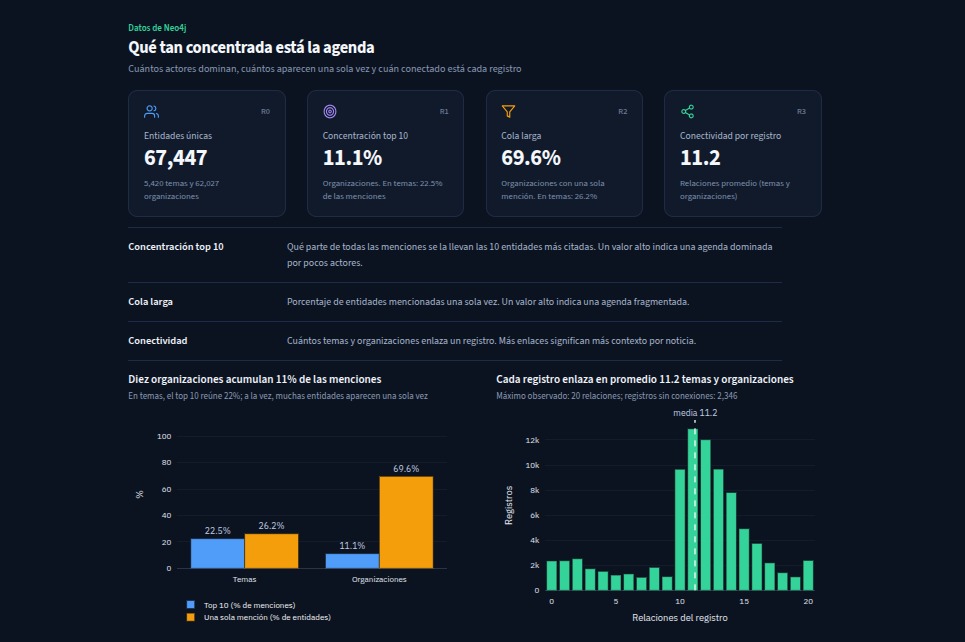 Datos de Neo4j
Qué tan concentrada está la agenda
Cuántos actores dominan, cuántos aparecen una sola vez y cuán conectado está cada registro
R0
Entidades únicas
67,447
5,420 temas y 62,027
organizaciones
R1
Concentración top 10
11.1%
Organizaciones. En temas: 22.5%
de las menciones
R2
Cola larga
69.6%
Organizaciones con una sola
mención. En temas: 26.2%
R3
Conectividad por registro
11.2
Relaciones promedio (temas y
organizaciones)
Concentración top 10
Qué parte de todas las menciones se la llevan las 10 entidades más citadas. Un valor alto indica una agenda dominada
por pocos actores.
Cola larga
Porcentaje de entidades mencionadas una sola vez. Un valor alto indica una agenda fragmentada.
Conectividad
Cuántos temas y organizaciones enlaza un registro. Más enlaces significan más contexto por noticia.
Diez organizaciones acumulan 11% de las menciones
En temas, el top 10 reúne 22%; a la vez, muchas entidades aparecen una sola vez
100
80
60
40
20
0
%
22.5%
26.2%
11.1%
69.6%
Temas
Organizaciones
Top 10 (% de menciones)
Una sola mención (% de entidades)
Cada registro enlaza en promedio 11.2 temas y organizaciones
Máximo observado: 20 relaciones; registros sin conexiones: 2,346
media 11.2
12k
10k
8k
6k
4k
2k
0
Registros
0
5
10
15
20
Relaciones del registro